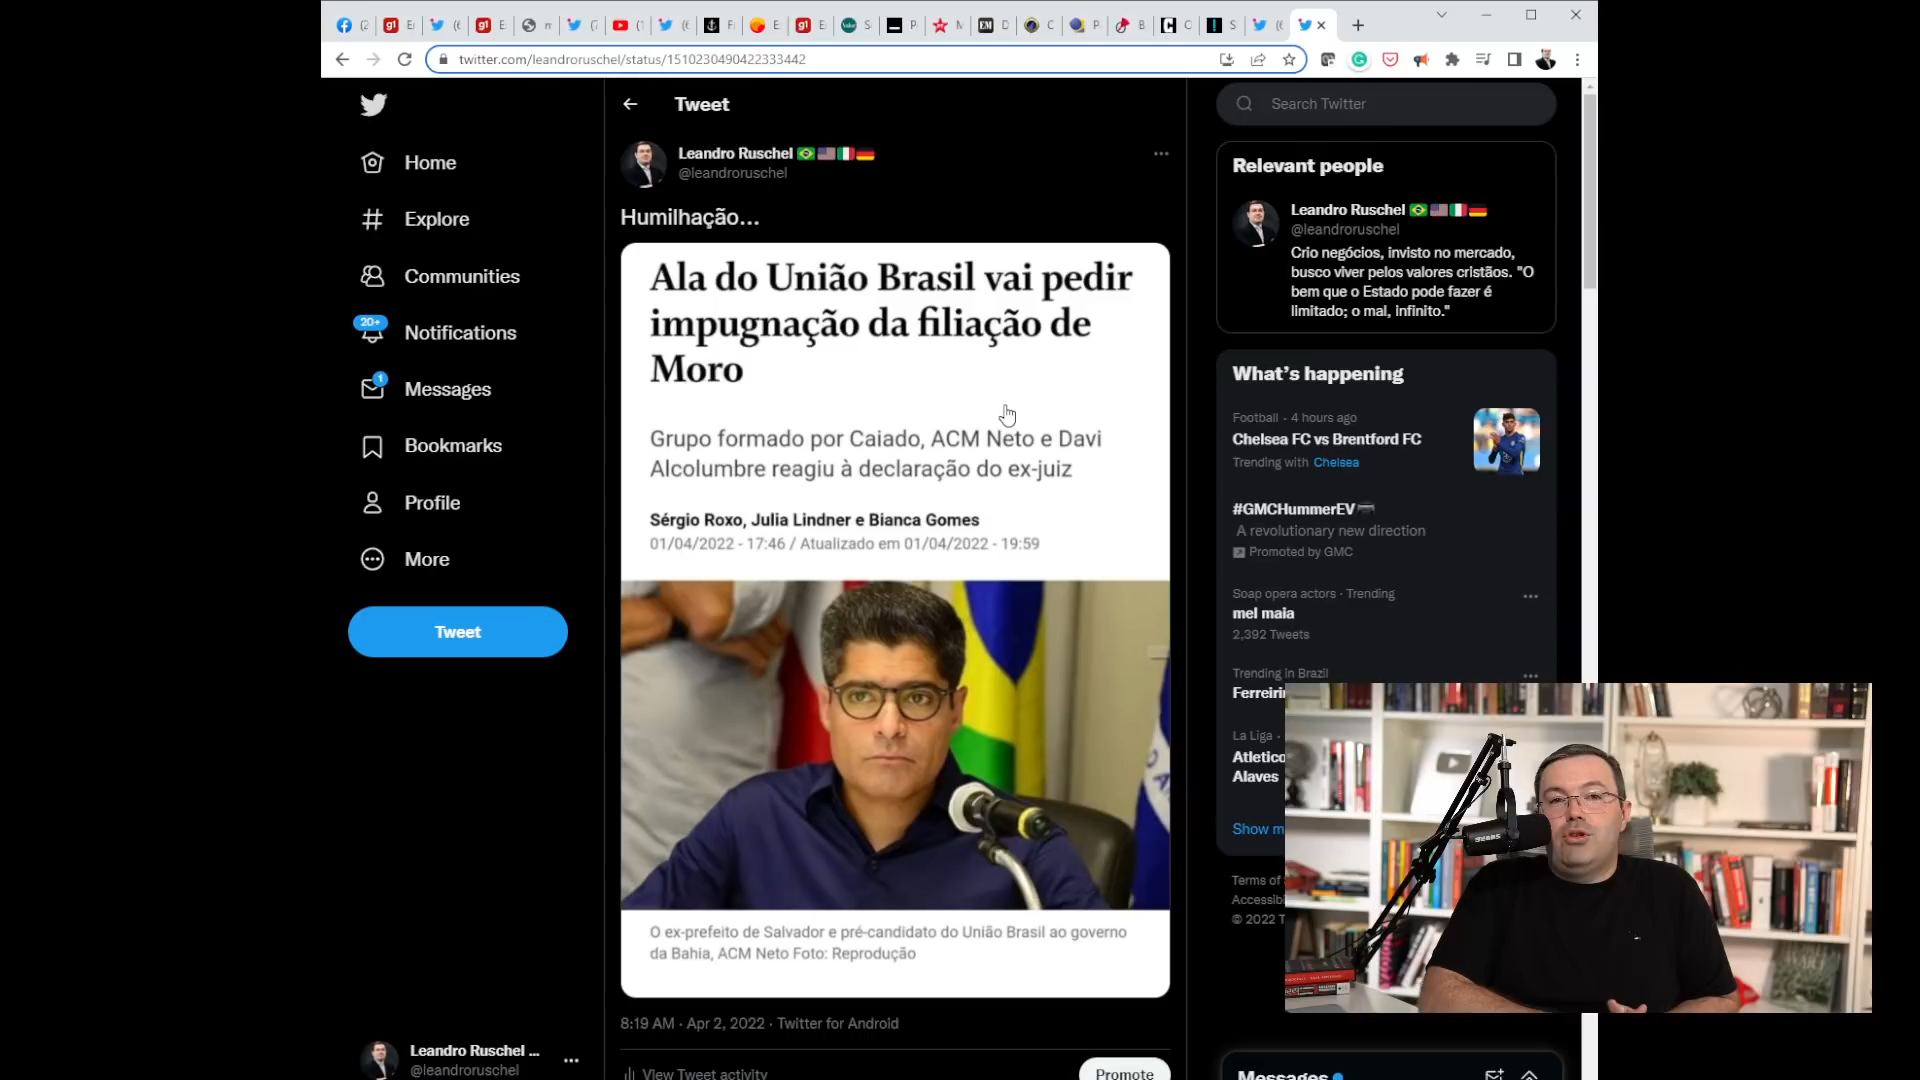 twitter.com/leandroruschel/status/1510230490422333442
Home
Explore
Communities
20+
Notifications
1
Messages
Bookmarks
Profile
More
Tweet
Leandro Ruschel ...
@leandroruschel
Tweet
Leandro Ruschel
@leandroruschel
Humilhação...
Ala do União Brasil vai pedir
impugnação da filiação de
Moro
Grupo formado por Caiado, ACM Neto e Davi
Alcolumbre reagiu à declaração do ex-juiz
Sérgio Roxo, Julia Lindner e Bianca Gomes
01/04/2022 - 17:46 / Atualizado em 01/04/2022 - 19:59
O ex-prefeito de Salvador e pré-candidato do União Brasil ao governo
da Bahia, ACM Neto Foto: Reprodução
8:19 AM · Apr 2, 2022 · Twitter for Android
View Tweet activity
Promote
Search Twitter
Relevant people
Leandro Ruschel
@leandroruschel
Crio negócios, invisto no mercado,
busco viver pelos valores cristãos. "O
bem que o Estado pode fazer é
limitado; o mal, infinito."
What's happening
Football · 4 hours ago
Chelsea FC vs Brentford FC
Trending with Chelsea
#GMCHummerEV
A revolutionary new direction
Promoted by GMC
Soap opera actors · Trending
mel maia
2,392 Tweets
Trending in Brazil
La Liga ·
Atletico
Alaves
Show m
Terms of
© 2022 T
Messages